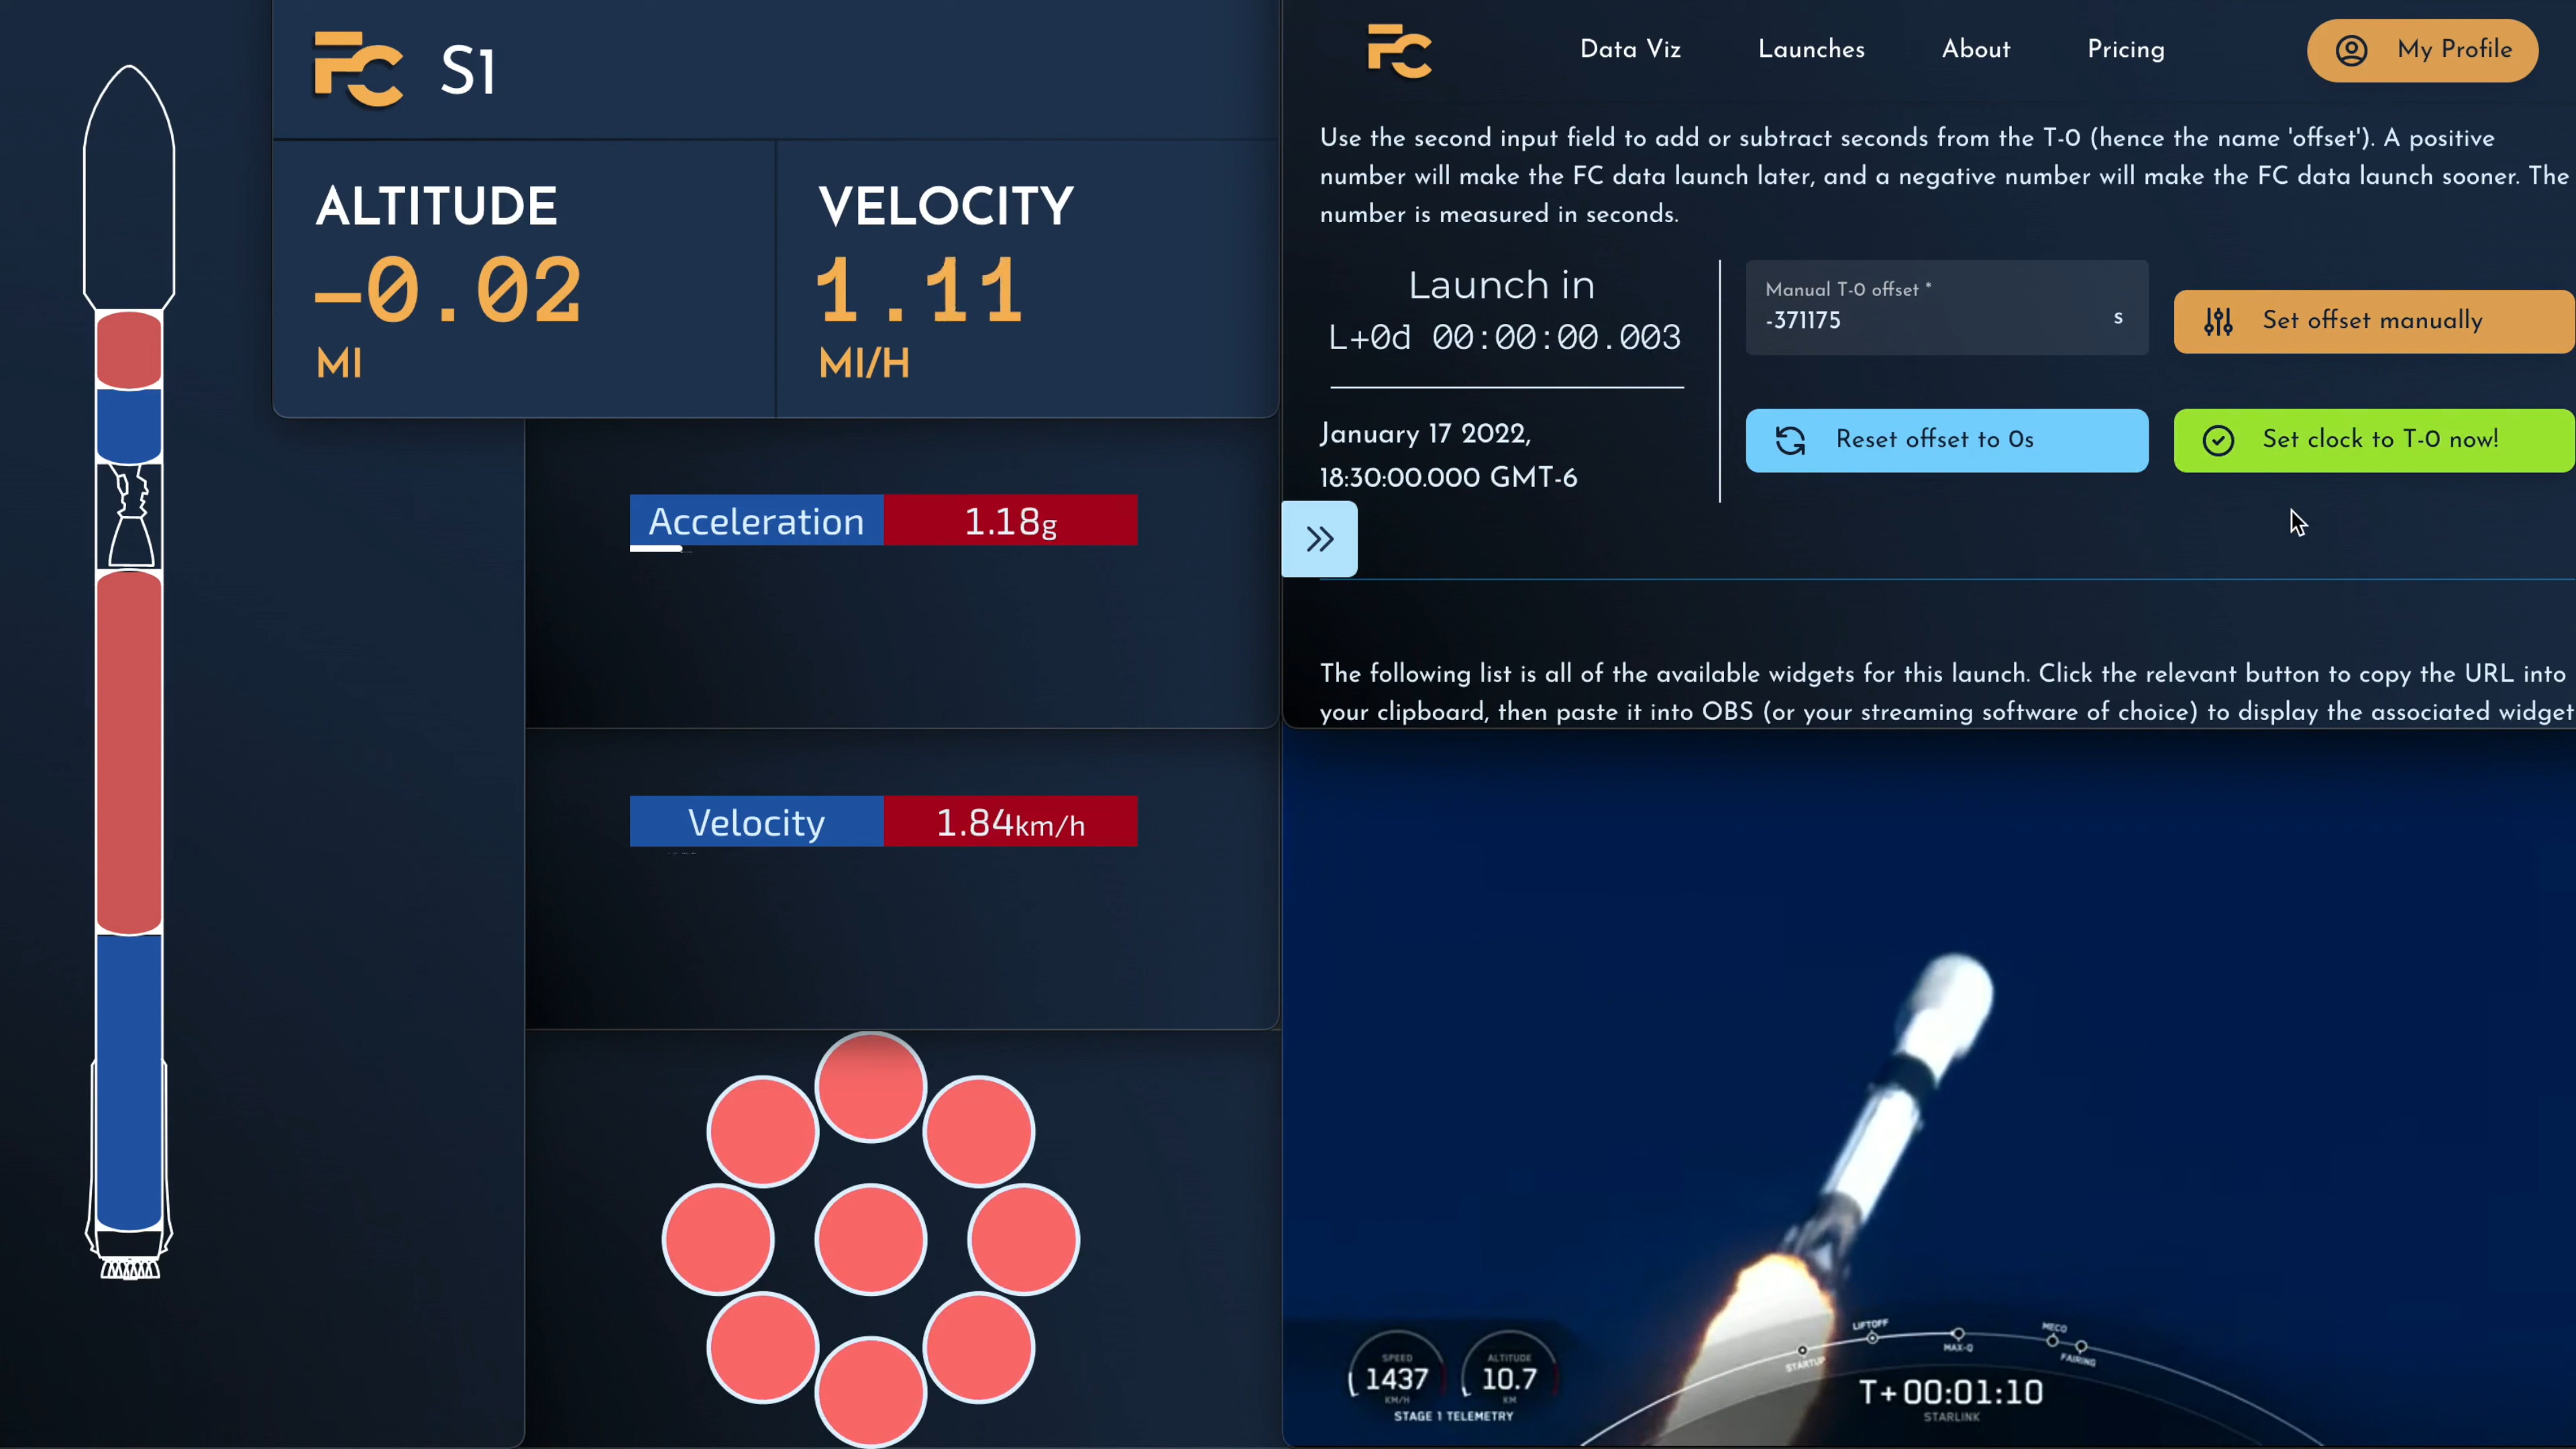 FC S1
ALTITUDE
-0.02
MI
VELOCITY
1.11
MI/H
Acceleration 1.18g
Velocity 1.84km/h
FC Data Viz Launches About Pricing My Profile
Use the second input field to add or subtract seconds from the T-0 (hence the name 'offset'). A positive
number will make the FC data launch later, and a negative number will make the FC data launch sooner. The
number is measured in seconds.
Launch in
L+0d 00:00:00.003
January 17 2022,
18:30:00.000 GMT-6
Manual T-0 offset *
-371175 s
Set offset manually
Reset offset to 0s
Set clock to T-0 now!
The following list is all of the available widgets for this launch. Click the relevant button to copy the URL into
your clipboard, then paste it into OBS (or your streaming software of choice) to display the associated widget
SPEED
1437
KM/H
ALTITUDE
10.7
KM
STAGE 1 TELEMETRY
STARTUP
LIFTOFF
MAX-Q
MECO
FAIRING
T+00:01:10
STARLINK